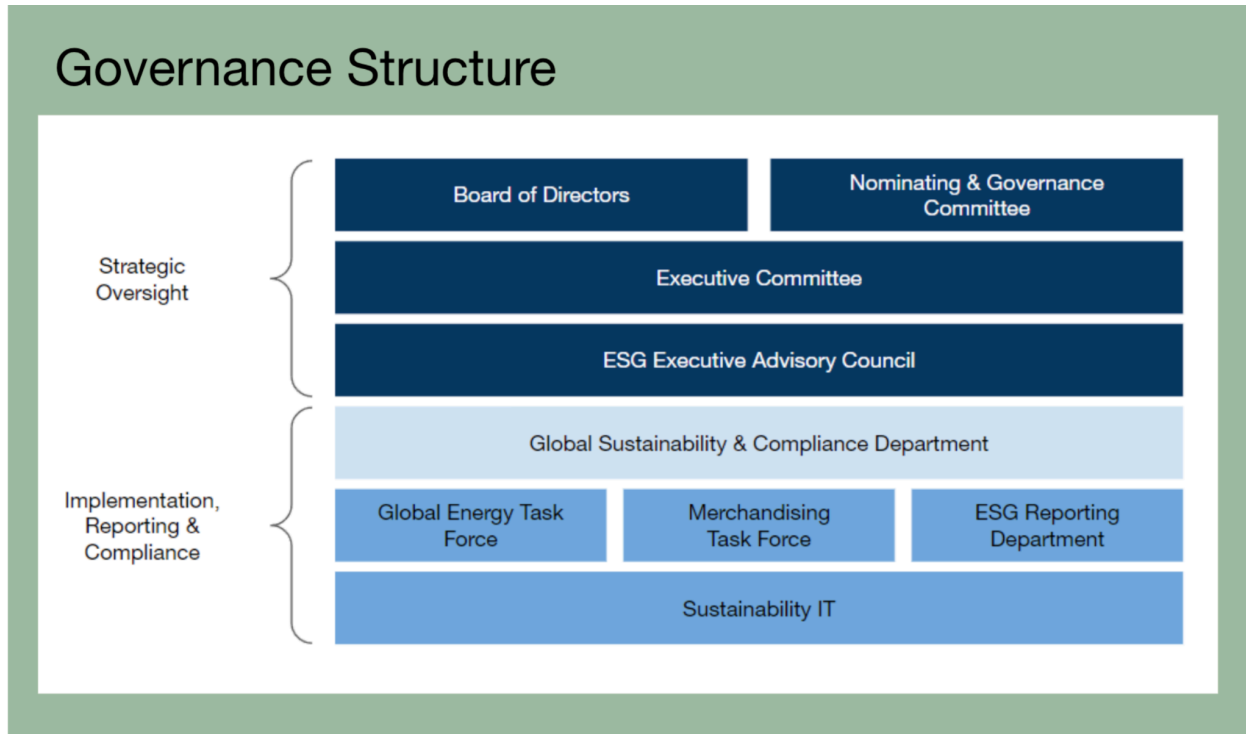 Governance Structure
Strategic
Oversight
Board of Directors
Nominating & Governance
Committee
Executive Committee
ESG Executive Advisory Council
Implementation,
Reporting &
Compliance
Global Sustainability & Compliance Department
Global Energy Task
Force
Merchandising
Task Force
ESG Reporting
Department
Sustainability IT